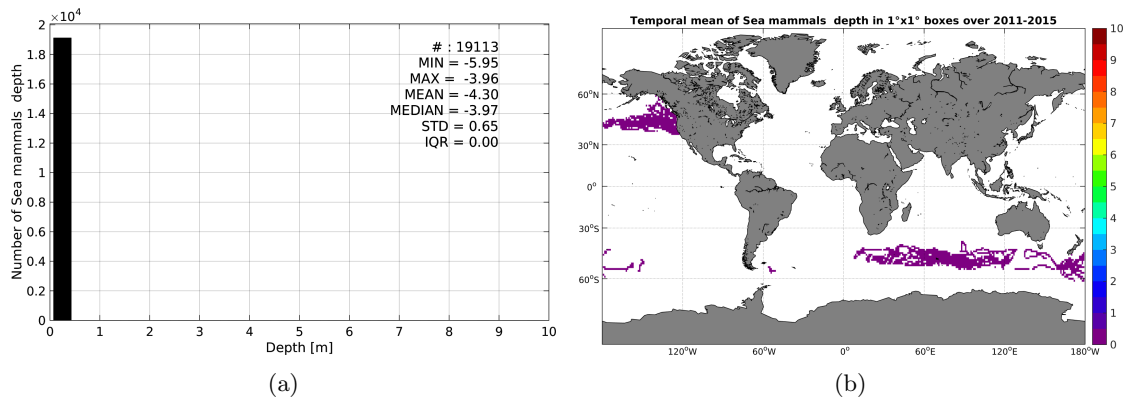 ×10⁴
2
1.8
1.6
1.4
1.2
1
0.8
0.6
0.4
0.2
0
Number of Sea mammals  depth
# : 19113
MIN = -5.95
MAX = -3.96
MEAN = -4.30
MEDIAN = -3.97
STD = 0.65
IQR = 0.00
0 1 2 3 4 5 6 7 8 9 10
Depth [m]
(a)
Temporal mean of Sea mammals  depth in 1°x1° boxes over 2011-2015
60°N
30°N
0°
30°S
60°S
120°W 60°W 0° 60°E 120°E 180°W
10
9
8
7
6
5
4
3
2
1
0
(b)